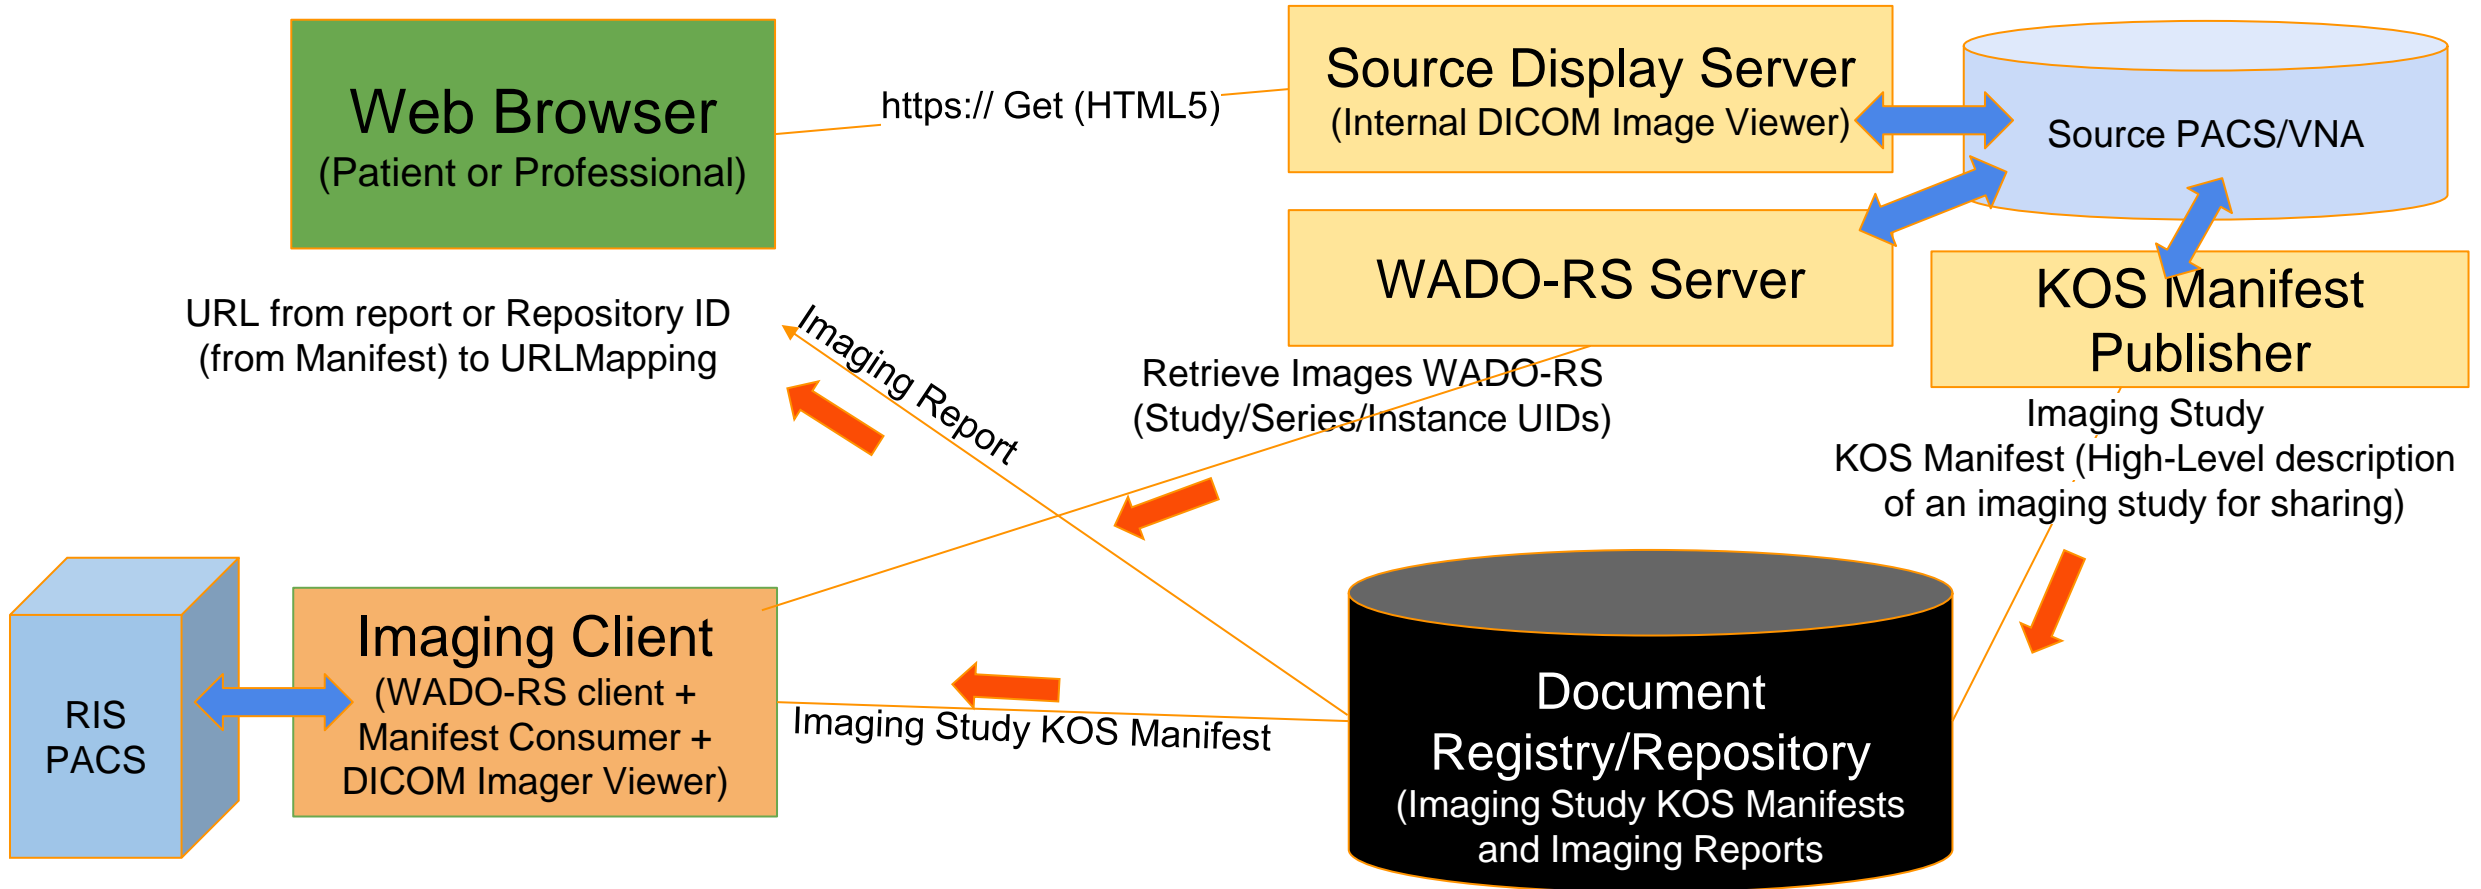 Web Browser
(Patient or Professional)
https:// Get (HTML5)
Source Display Server
(Internal DICOM Image Viewer)
Source PACS/VNA
WADO-RS Server
KOS Manifest
Publisher
URL from report or Repository ID
(from Manifest) to URLMapping
Imaging Report
Retrieve Images WADO-RS
(Study/Series/Instance UIDs)
Imaging Study
KOS Manifest (High-Level description
of an imaging study for sharing)
RIS
PACS
Imaging Client
(WADO-RS client +
Manifest Consumer +
DICOM Imager Viewer)
Imaging Study KOS Manifest
Document
Registry/Repository
(Imaging Study KOS Manifests
and Imaging Reports